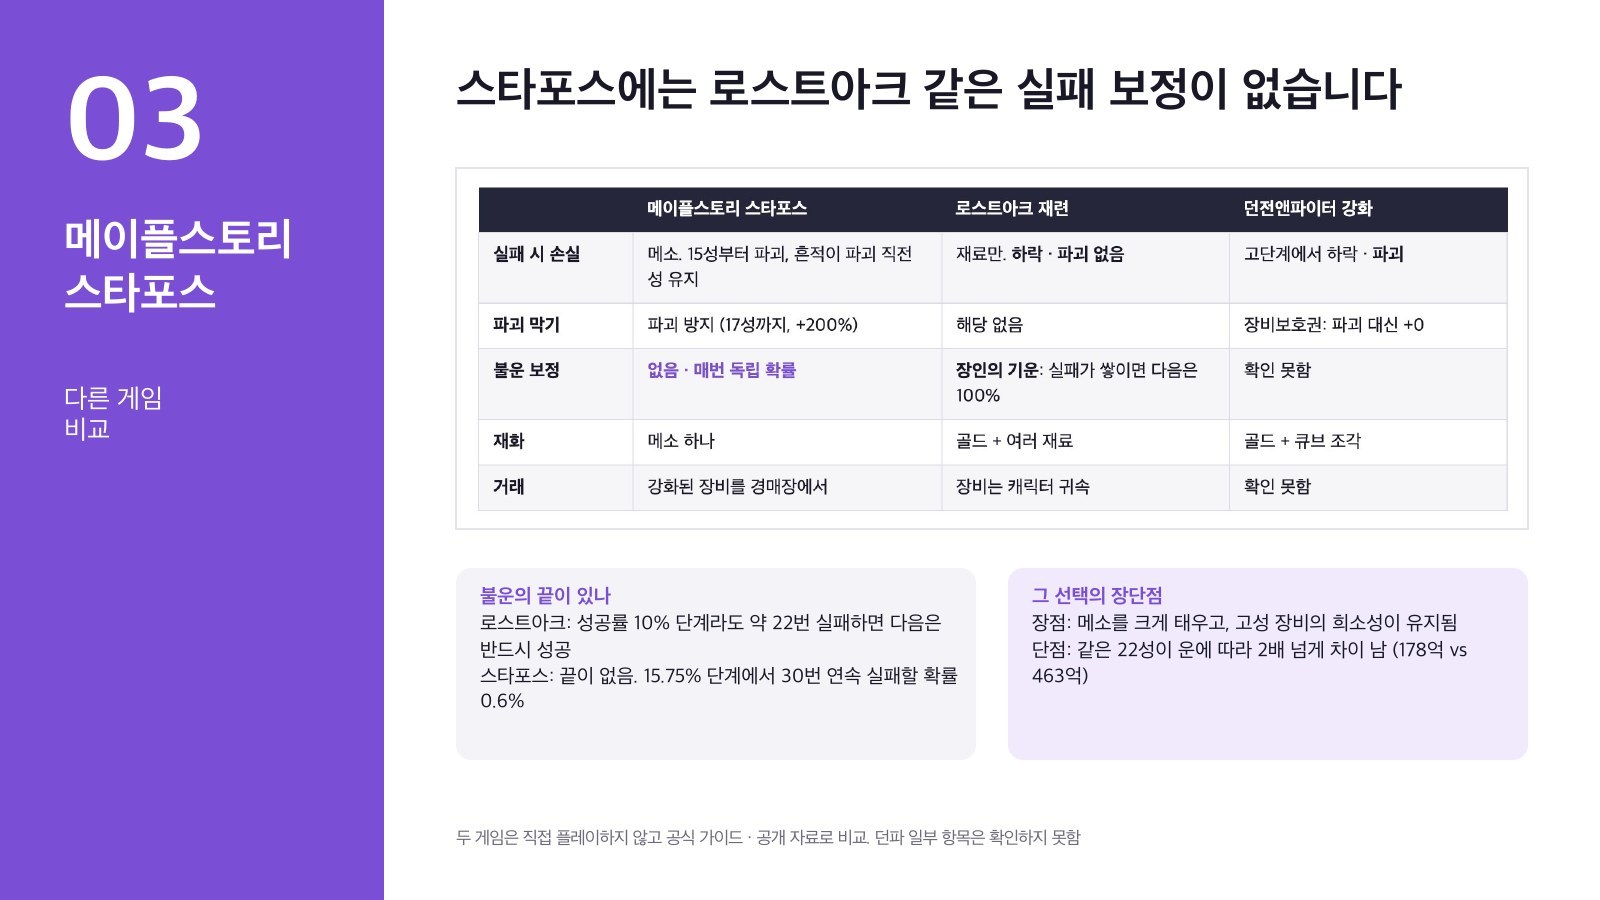 03
메이플스토리
스타포스
다른 게임
비교
스타포스에는 로스트아크 같은 실패 보정이 없습니다
메이플스토리 스타포스 로스트아크 재련 던전앤파이터 강화
실패 시 손실 메소. 15성부터 파괴, 흔적이 파괴 직전 재료만. 하락 · 파괴 없음 고단계에서 하락 · 파괴
성 유지
파괴 막기 파괴 방지 (17성까지, +200%) 해당 없음 장비보호권: 파괴 대신 +0
불운 보정 없음 · 매번 독립 확률 장인의 기운: 실패가 쌓이면 다음은 확인 못함
100%
재화 메소 하나 골드 + 여러 재료 골드 + 큐브 조각
거래 강화된 장비를 경매장에서 장비는 캐릭터 귀속 확인 못함
불운의 끝이 있나
로스트아크: 성공률 10% 단계라도 약 22번 실패하면 다음은
반드시 성공
스타포스: 끝이 없음. 15.75% 단계에서 30번 연속 실패할 확률
0.6%
그 선택의 장단점
장점: 메소를 크게 태우고, 고성 장비의 희소성이 유지됨
단점: 같은 22성이 운에 따라 2배 넘게 차이 남 (178억 vs
463억)
두 게임은 직접 플레이하지 않고 공식 가이드 · 공개 자료로 비교. 던파 일부 항목은 확인하지 못함